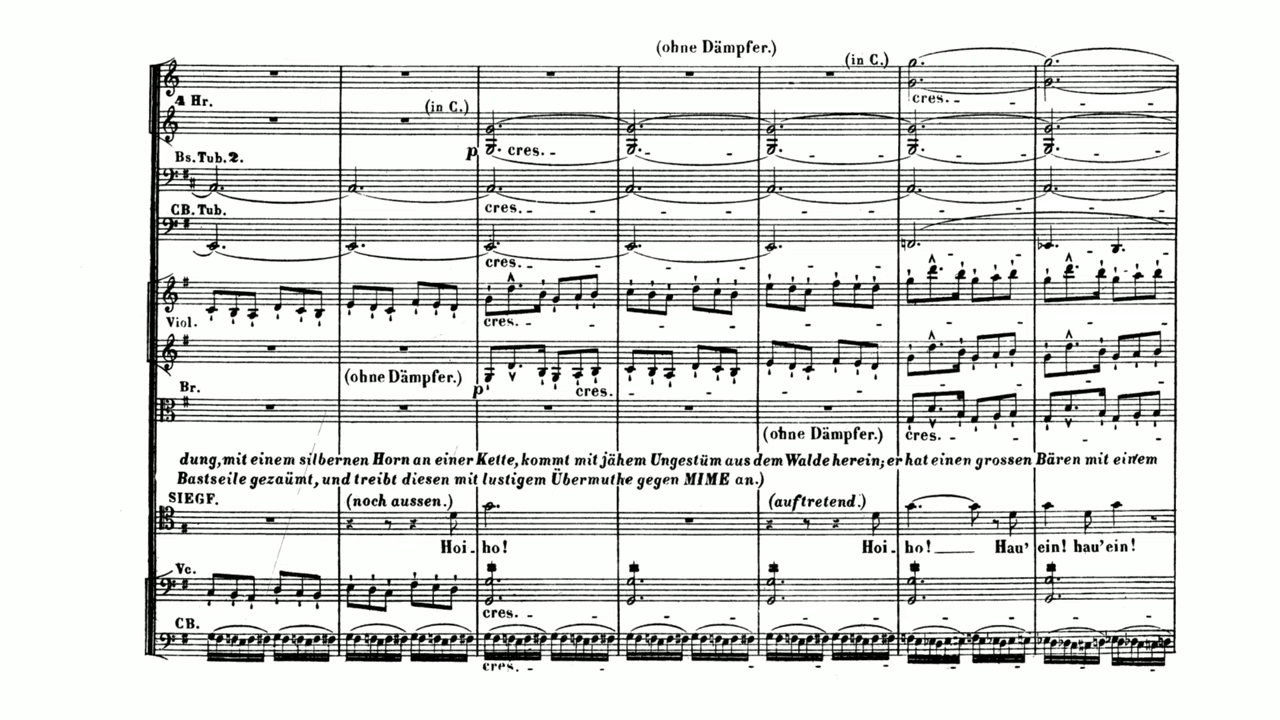 (ohne Dämpfer.)
(in C.)
cres.
4 Hr.
(in C.)
p cres.
Bs. Tub. 2.
cres.
CB. Tub.
cres.
Viol.
cres.
(ohne Dämpfer.)
p cres.
Br.
(ohne Dämpfer.) cres.
dung, mit einem silbernen Horn an einer Kette, kommt mit jähem Ungestüm aus dem Walde herein; er hat einen grossen Bären mit einem
Bastseile gezäumt, und treibt diesen mit lustigem Übermuthe gegen MIME an.)
SIEGF. (noch aussen.) (auftretend.)
Hoi - ho! Hoi - ho! Hau' ein! hau' ein!
Vc.
cres.
CB.
cres.